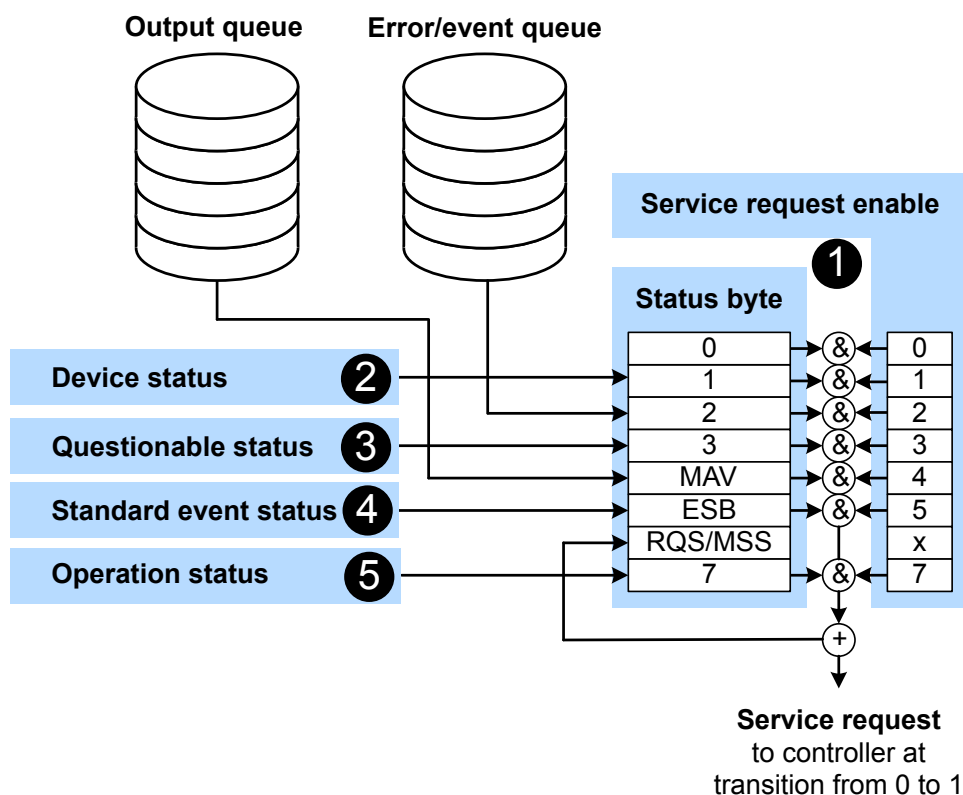 Output queue
Error/event queue
Service request enable
1
Status byte
0 & 0
Device status 2
1 & 1
2 & 2
Questionable status 3
3 & 3
MAV & 4
Standard event status 4
ESB & 5
RQS/MSS x
Operation status 5
7 & 7
+
Service request
to controller at
transition from 0 to 1